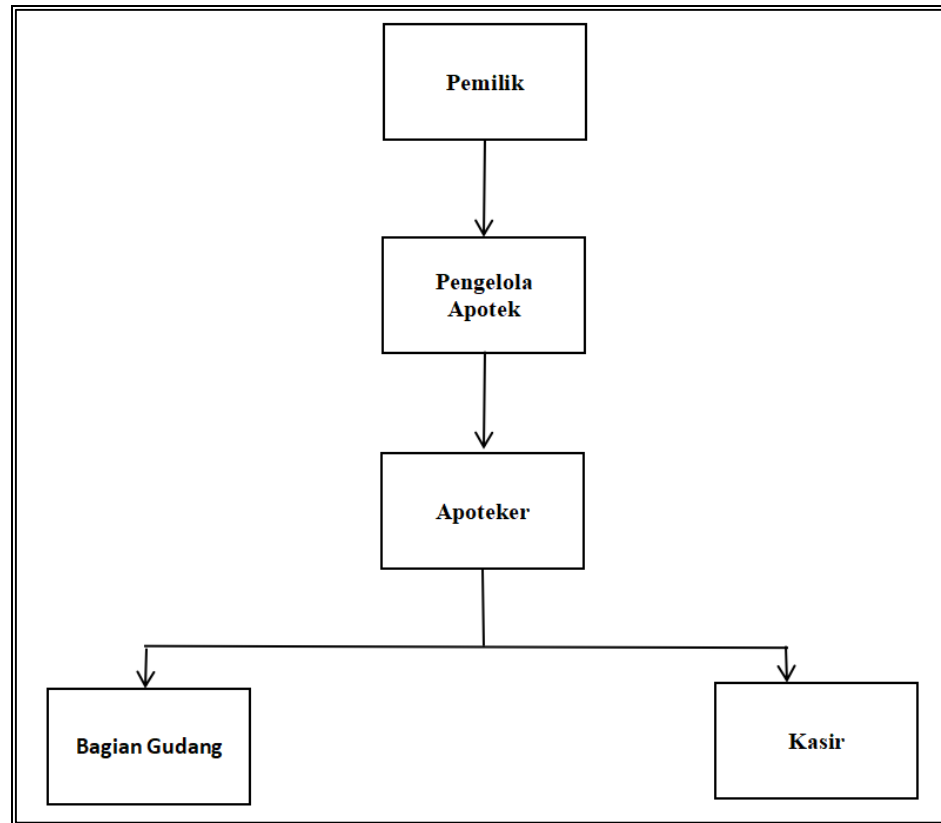 Pemilik
Pengelola
Apotek
Apoteker
Bagian Gudang
Kasir